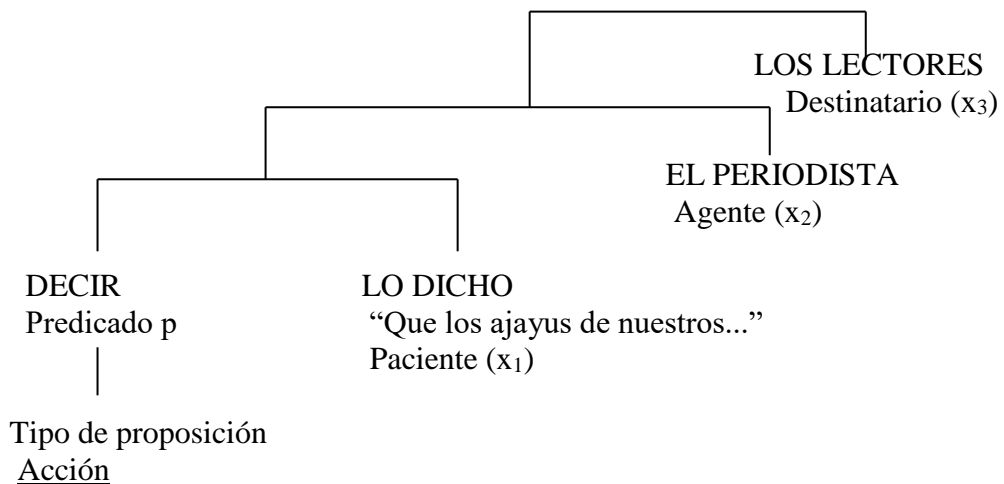 LOS LECTORES
Destinatario (x₃)
EL PERIODISTA
Agente (x₂)
DECIR
Predicado p
LO DICHO
“Que los ajayus de nuestros...”
Paciente (x₁)
Tipo de proposición
Acción